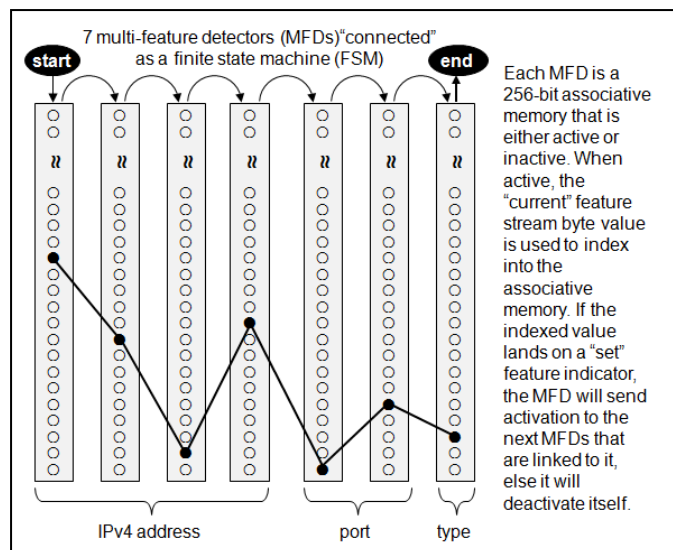 7 multi-feature detectors (MFDs)“connected”
as a finite state machine (FSM)
start
end
Each MFD is a
256-bit associative
memory that is
either active or
inactive. When
active, the
“current” feature
stream byte value
is used to index
into the
associative
memory. If the
indexed value
lands on a “set”
feature indicator,
the MFD will send
activation to the
next MFDs that
are linked to it,
else it will
deactivate itself.
IPv4 address
port
type